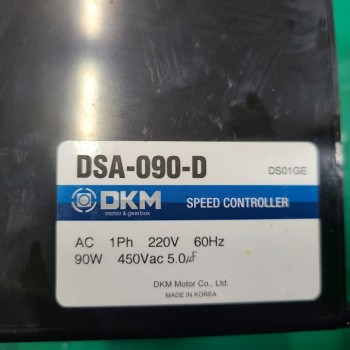 DSA-090-D
DS01GE
DKM
motor & gearbox
SPEED CONTROLLER
AC 1Ph 220V 60Hz
90W 450Vac 5.0㎌
DKM Motor Co., Ltd.
MADE IN KOREA